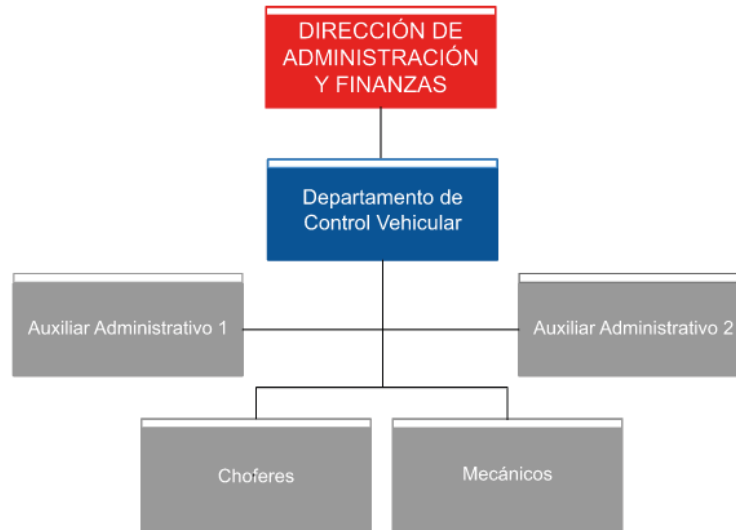 DIRECCIÓN DE
ADMINISTRACIÓN
Y FINANZAS
Departamento de
Control Vehicular
Auxiliar Administrativo 1
Auxiliar Administrativo 2
Choferes
Mecánicos